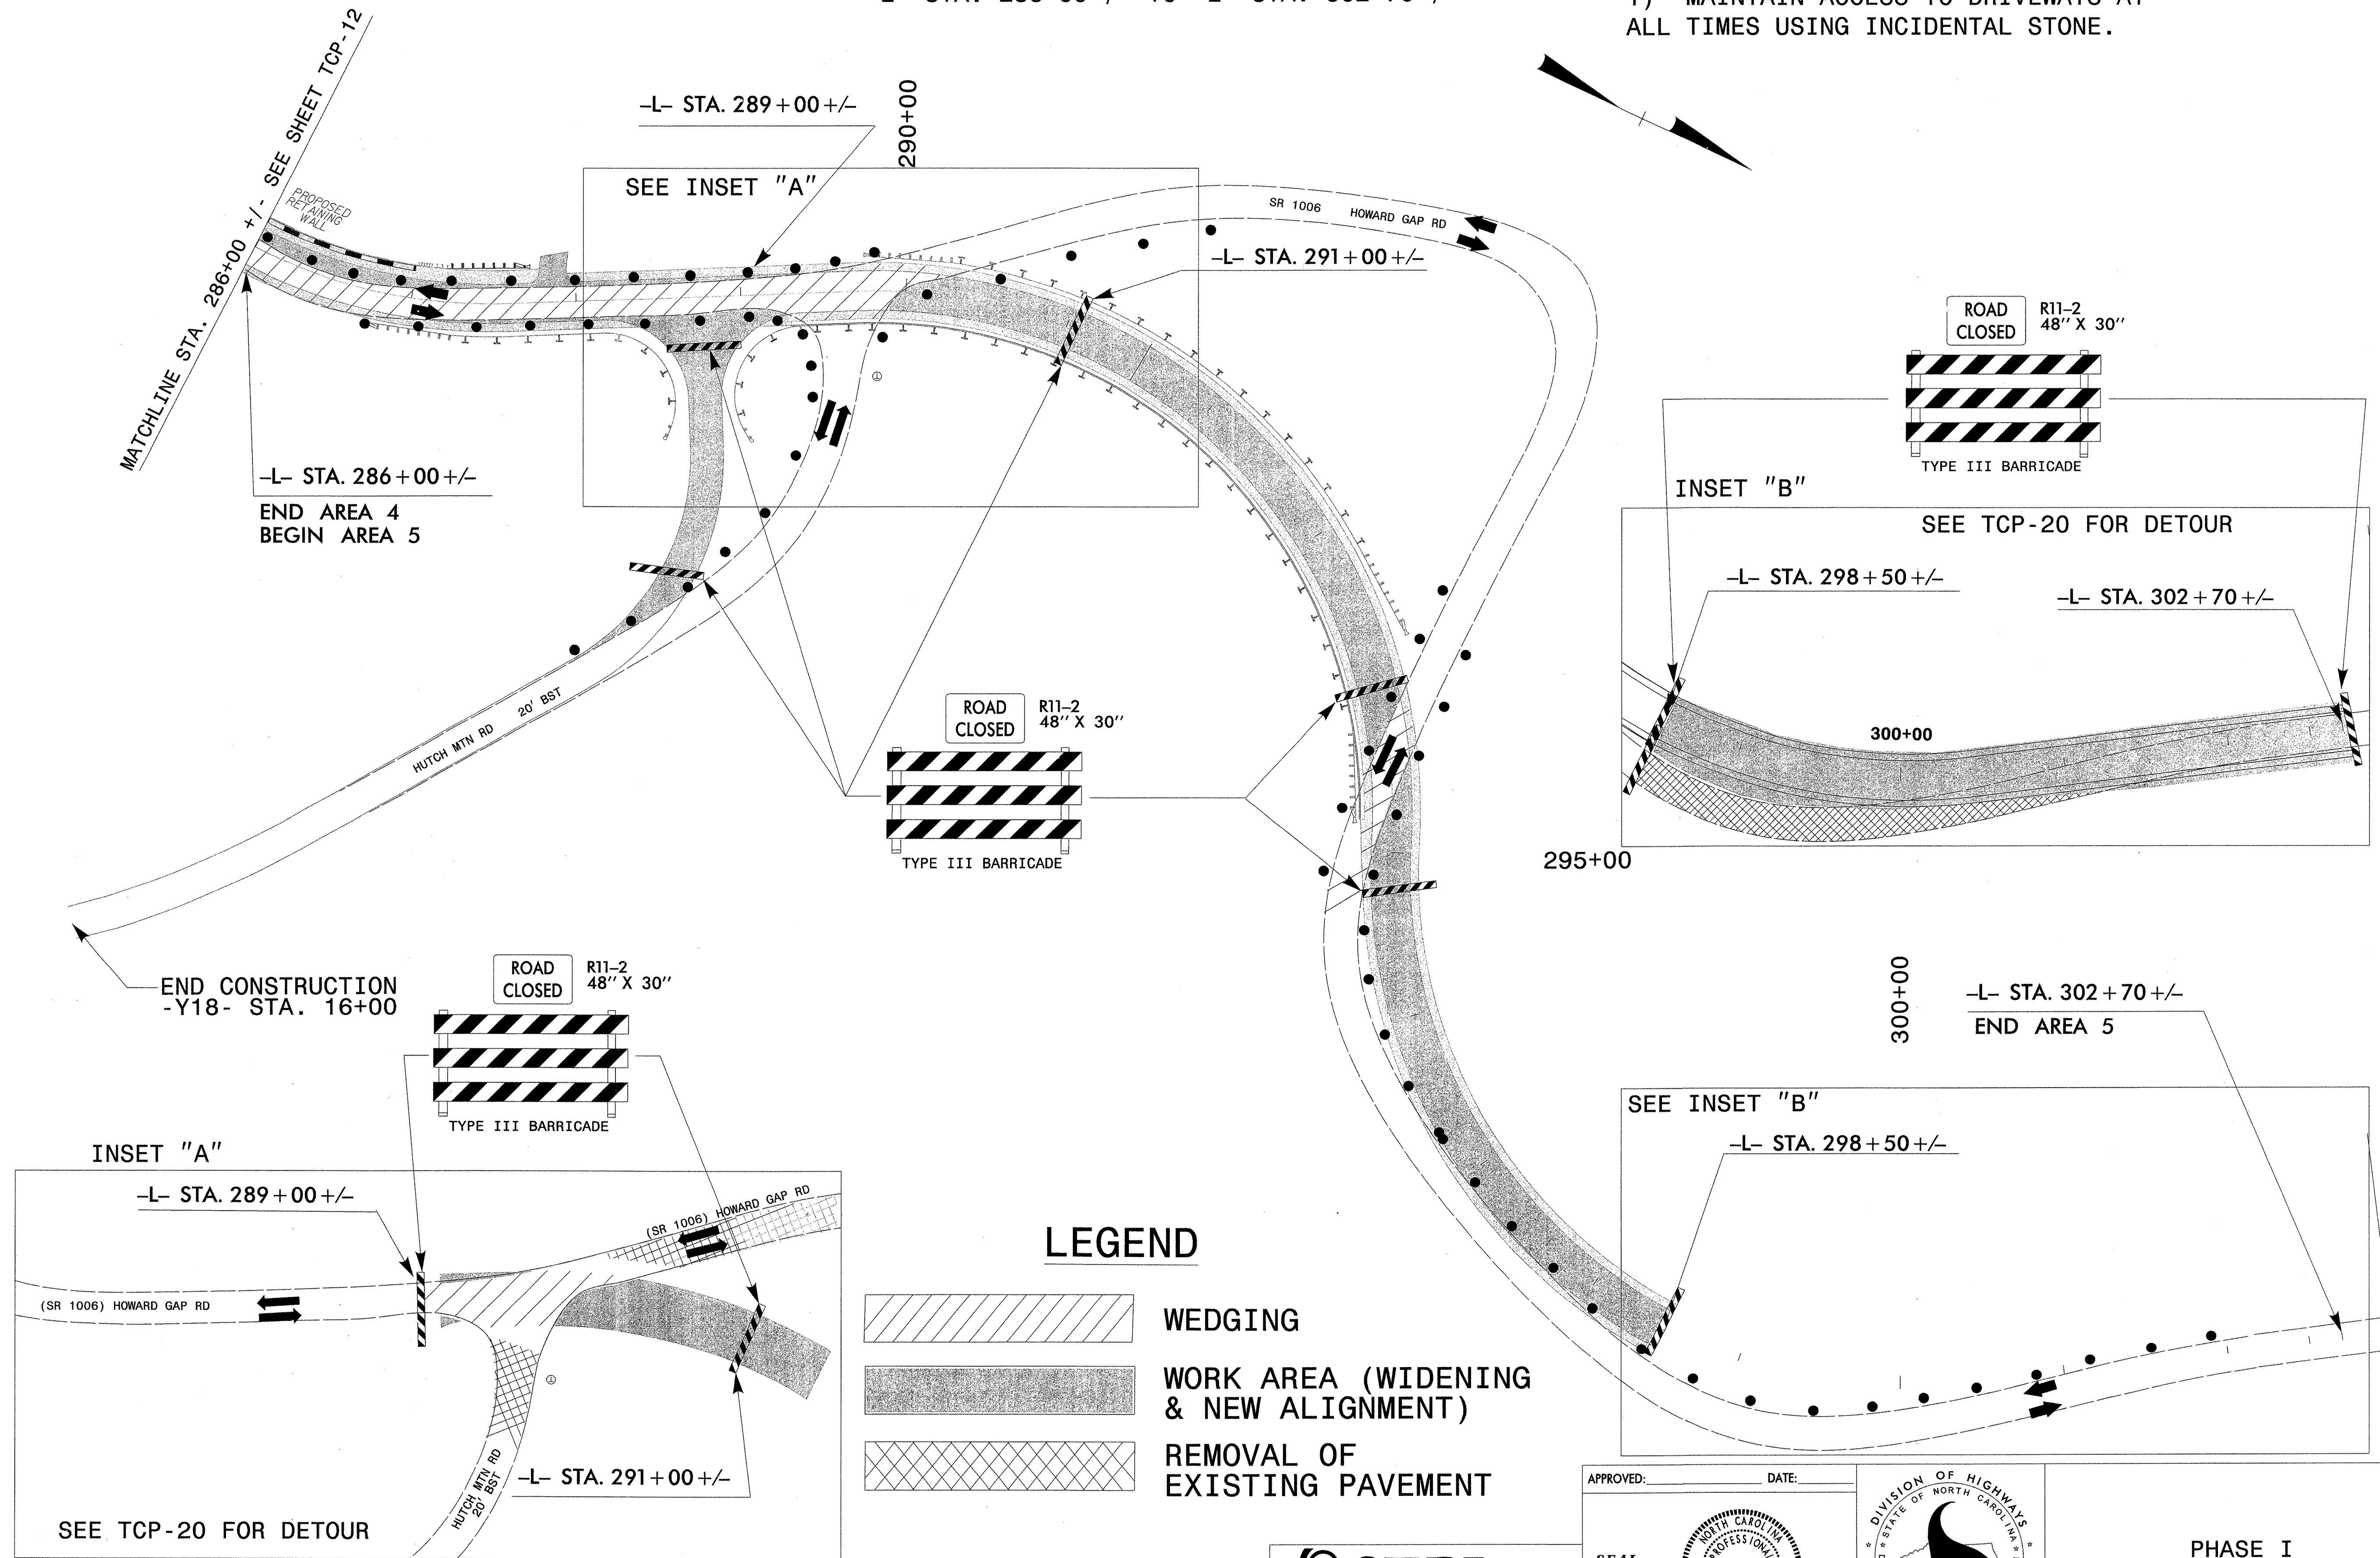 ALL TIMES USING INCIDENTAL STONE.
MATCHLINE STA. 286+00 +/- SEE SHEET TCP-12
PROPOSED
RETAINING
WALL
-L- STA. 289+00+/-
290+00
SEE INSET "A"
SR 1006 HOWARD GAP RD
-L- STA. 291+00+/-
-L- STA. 286+00+/-
END AREA 4
BEGIN AREA 5
ROAD
CLOSED
R11-2
48" X 30"
TYPE III BARRICADE
INSET "B"
SEE TCP-20 FOR DETOUR
-L- STA. 298+50+/-
-L- STA. 302+70+/-
300+00
HUTCH MTN RD 20' BST
ROAD
CLOSED
R11-2
48" X 30"
TYPE III BARRICADE
295+00
END CONSTRUCTION
-Y18- STA. 16+00
ROAD
CLOSED
R11-2
48" X 30"
TYPE III BARRICADE
300+00
-L- STA. 302+70+/-
END AREA 5
SEE INSET "B"
-L- STA. 298+50+/-
INSET "A"
-L- STA. 289+00+/-
(SR 1006) HOWARD GAP RD
(SR 1006) HOWARD GAP RD
HUTCH MTN RD
20' BST
-L- STA. 291+00+/-
SEE TCP-20 FOR DETOUR
LEGEND
WEDGING
WORK AREA (WIDENING
& NEW ALIGNMENT)
REMOVAL OF
EXISTING PAVEMENT
APPROVED: DATE:
NORTH CAROLINA
PROFESSIONAL
DIVISION OF HIGHWAYS
STATE OF NORTH CAROLINA
PHASE I